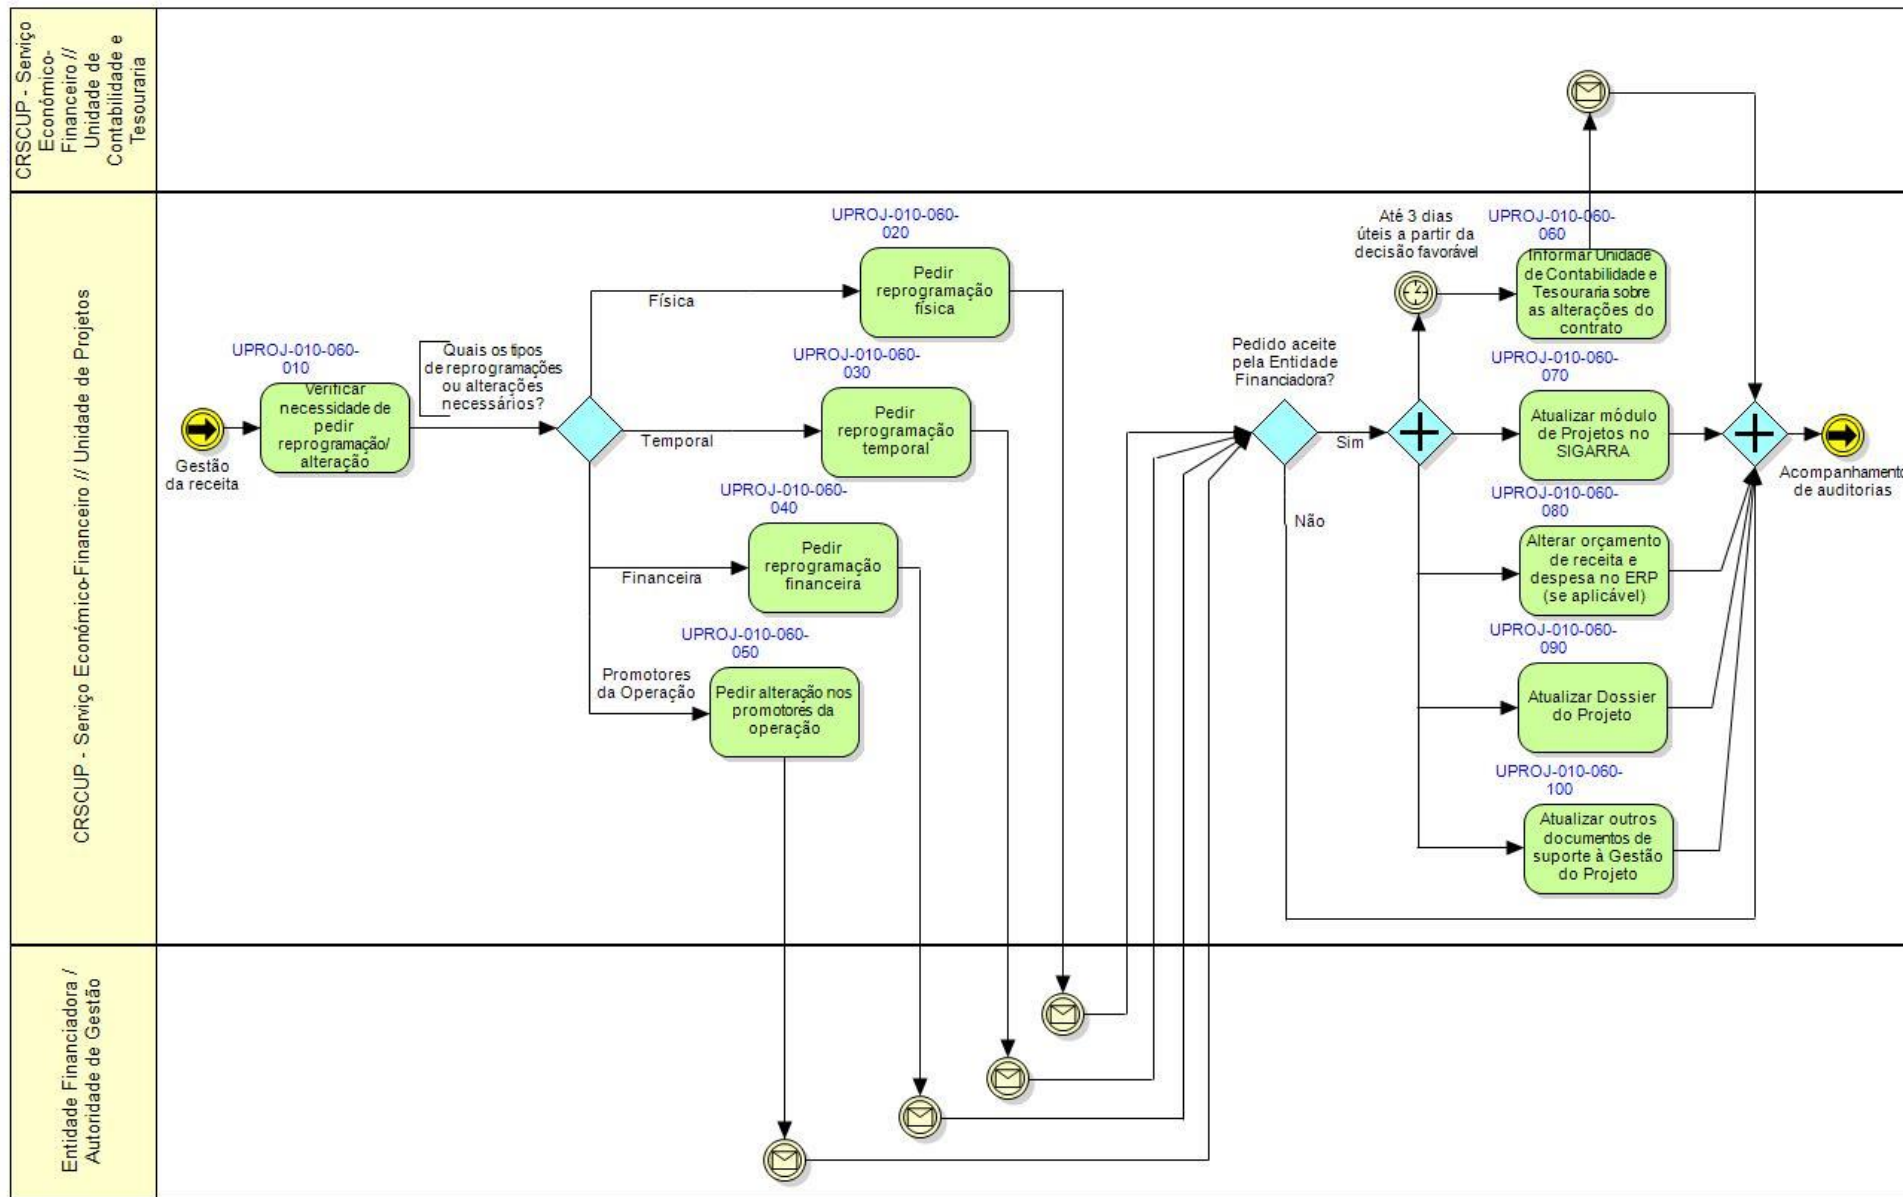 CRSCUP - Serviço
Económico-
Financeiro //
Unidade de
Contabilidade e
Tesouraria
CRSCUP - Serviço Económico-Financeiro // Unidade de Projetos
Gestão
da receita
UPROJ-010-060-
010
Verificar
necessidade de
pedir
reprogramação/
alteração
Quais os tipos
de reprogramações
ou alterações
necessários?
Física
UPROJ-010-060-
020
Pedir
reprogramação
física
Temporal
UPROJ-010-060-
030
Pedir
reprogramação
temporal
Financeira
UPROJ-010-060-
040
Pedir
reprogramação
financeira
Promotores
da Operação
UPROJ-010-060-
050
Pedir alteração nos
promotores da
operação
Pedido aceite
pela Entidade
Financiadora?
Sim
Não
Até 3 dias
úteis a partir da
decisão favorável
UPROJ-010-060-
060
Informar Unidade
de Contabilidade e
Tesouraria sobre
as alterações do
contrato
UPROJ-010-060-
070
Atualizar módulo
de Projetos no
SIGARRA
UPROJ-010-060-
080
Alterar orçamento
de receita e
despesa no ERP
(se aplicável)
UPROJ-010-060-
090
Atualizar Dossier
do Projeto
UPROJ-010-060-
100
Atualizar outros
documentos de
suporte à Gestão
do Projeto
Acompanhamento
de auditorias
Entidade Financiadora /
Autoridade de Gestão